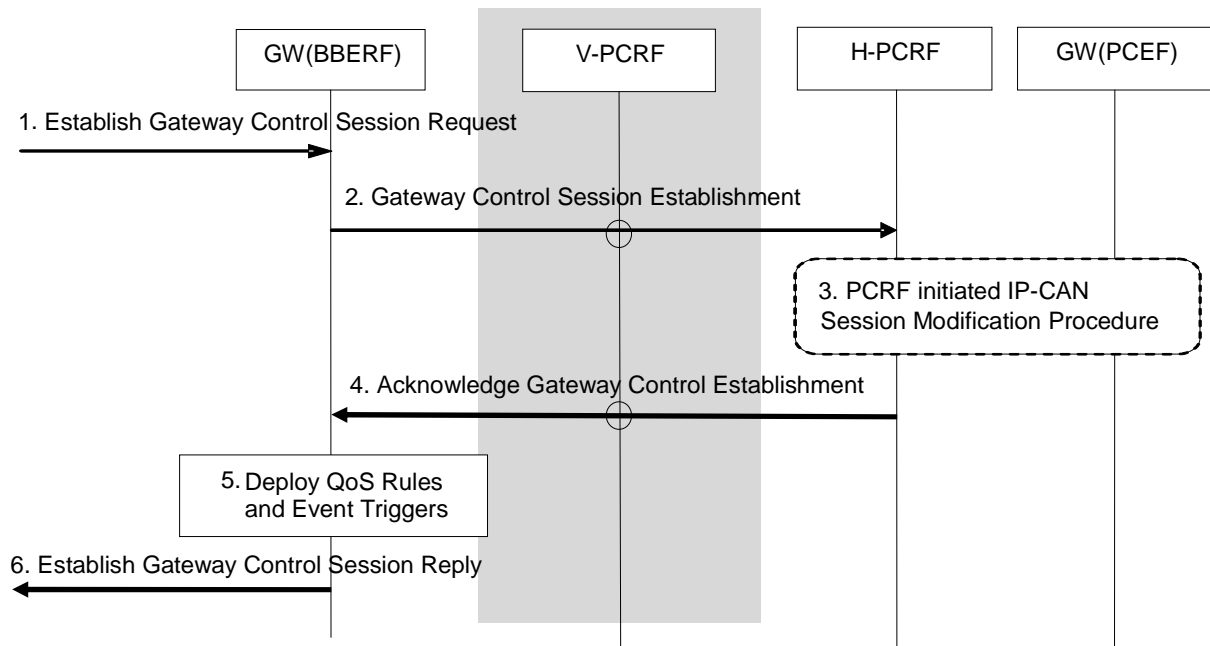 GW(BBERF)
V-PCRF
H-PCRF
GW(PCEF)
1. Establish Gateway Control Session Request
2. Gateway Control Session Establishment
3. PCRF initiated IP-CAN
Session Modification Procedure
4. Acknowledge Gateway Control Establishment
5. Deploy QoS Rules
and Event Triggers
6. Establish Gateway Control Session Reply